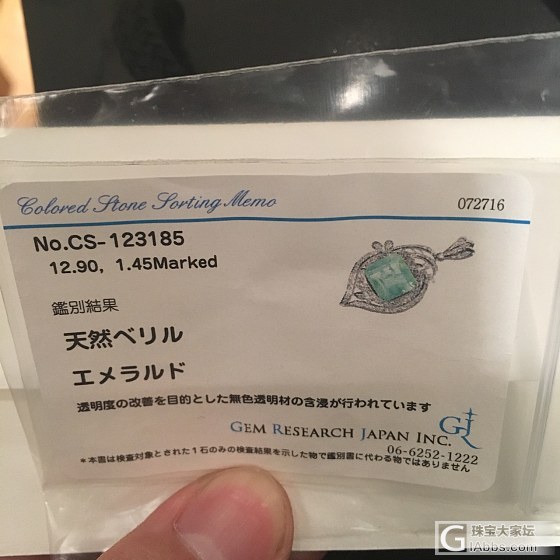 Colored Stone Sorting Memo 072716
No.CS-123185
12.90, 1.45Marked
鑑別結果
天然ベリル
エメラルド
透明度の改善を目的とした無色透明材の含浸が行われています
GEM RESEARCH JAPAN INC.
06-6252-1222
*本書は検査対象とされた1石のみの検査結果を示した物で鑑別書に代わる物ではありません
珠宝大家坛
GIAbbs.com